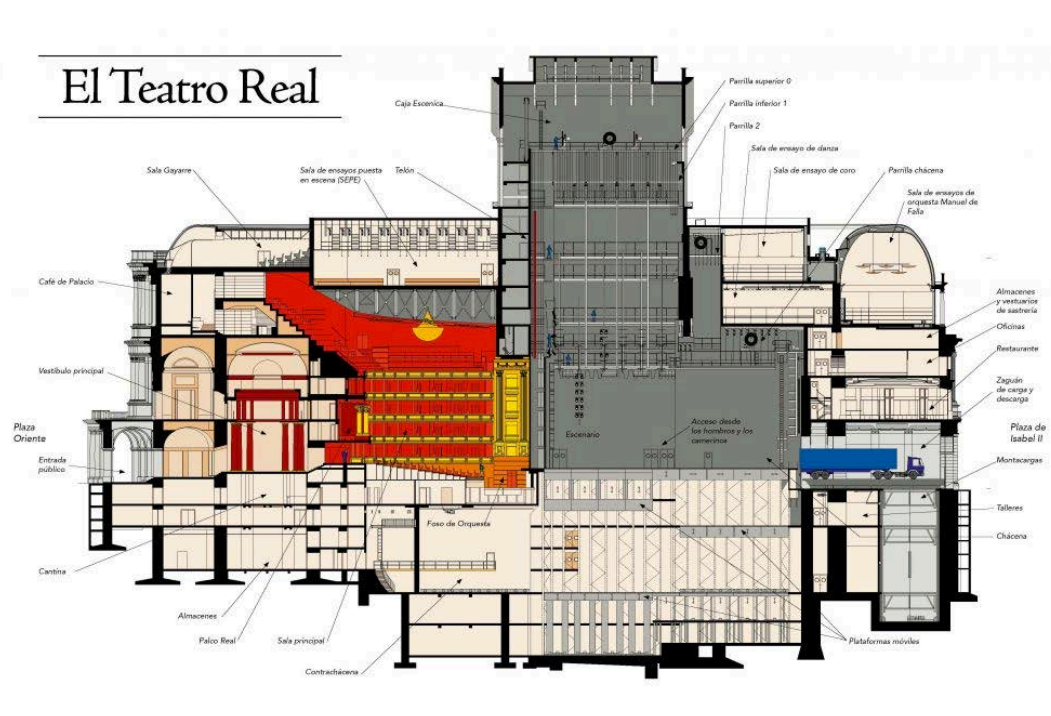 El Teatro Real
Caja Escenica
Parrilla superior 0
Parrilla inferior 1
Parrilla 2
Sala de ensayo de danza
Sala Gayarre
Sala de ensayos puesta
en escena (SEPE)
Telón
Sala de ensayo de coro
Parrilla chácena
Sala de ensayos de
orquesta Manuel de
Falla
Café de Palacio
Almacenes
y vestuarios
de sastrería
Oficinas
Restaurante
Vestíbulo principal
Zaguán
de carga y
descarga
Plaza
Oriente
Plaza de
Isabel II
Escenario
Acceso desde
los hombros y los
camerinos
Entrada
público
Montacargas
Foso de Orquesta
Talleres
Chácena
Cantina
Almacenes
Palco Real
Sala principal
Plataformas móviles
Contrachácena